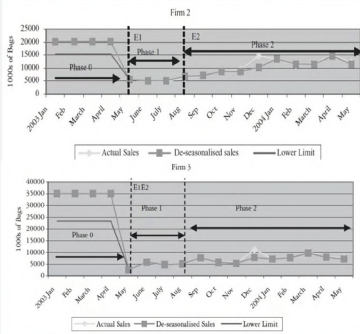 Firm 2
25000
20000
15000
10000
5000
0
1000s of Bags
E1
E2
Phase 0
Phase 1
Phase 2
2003 Jan
Feb
March
April
May
June
July
Aug
Sep
Oct
Nov
Dec
2004 Jan
Feb
March
April
May
Actual Sales
De-seasonalised sales
Lower Limit
Firm 3
40000
35000
30000
25000
20000
15000
10000
5000
0
1000s of Bags
E1E2
Phase 0
Phase 1
Phase 2
2003 Jan
Feb
March
April
May
June
July
Aug
Sep
Oct
Nov
Dec
2004 Jan
Feb
March
April
May
Actual Sales
De-seasonalised Sales
Lower Limit